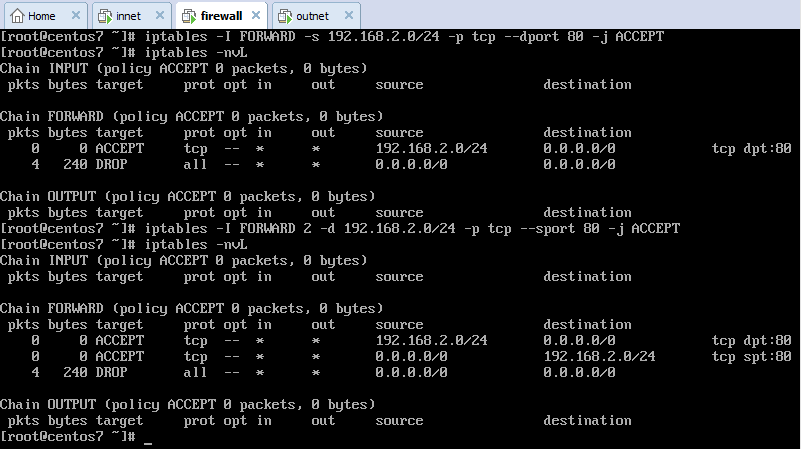 Home × innet × firewall × outnet ×
[root@centos7 ~]# iptables -I FORWARD -s 192.168.2.0/24 -p tcp --dport 80 -j ACCEPT
[root@centos7 ~]# iptables -nvL
Chain INPUT (policy ACCEPT 0 packets, 0 bytes)
pkts bytes target prot opt in out source destination
Chain FORWARD (policy ACCEPT 0 packets, 0 bytes)
pkts bytes target prot opt in out source destination
0 0 ACCEPT tcp -- * * 192.168.2.0/24 0.0.0.0/0 tcp dpt:80
4 240 DROP all -- * * 0.0.0.0/0 0.0.0.0/0
Chain OUTPUT (policy ACCEPT 0 packets, 0 bytes)
pkts bytes target prot opt in out source destination
[root@centos7 ~]# iptables -I FORWARD 2 -d 192.168.2.0/24 -p tcp --sport 80 -j ACCEPT
[root@centos7 ~]# iptables -nvL
Chain INPUT (policy ACCEPT 0 packets, 0 bytes)
pkts bytes target prot opt in out source destination
Chain FORWARD (policy ACCEPT 0 packets, 0 bytes)
pkts bytes target prot opt in out source destination
0 0 ACCEPT tcp -- * * 192.168.2.0/24 0.0.0.0/0 tcp dpt:80
0 0 ACCEPT tcp -- * * 0.0.0.0/0 192.168.2.0/24 tcp spt:80
4 240 DROP all -- * * 0.0.0.0/0 0.0.0.0/0
Chain OUTPUT (policy ACCEPT 0 packets, 0 bytes)
pkts bytes target prot opt in out source destination
[root@centos7 ~]# _